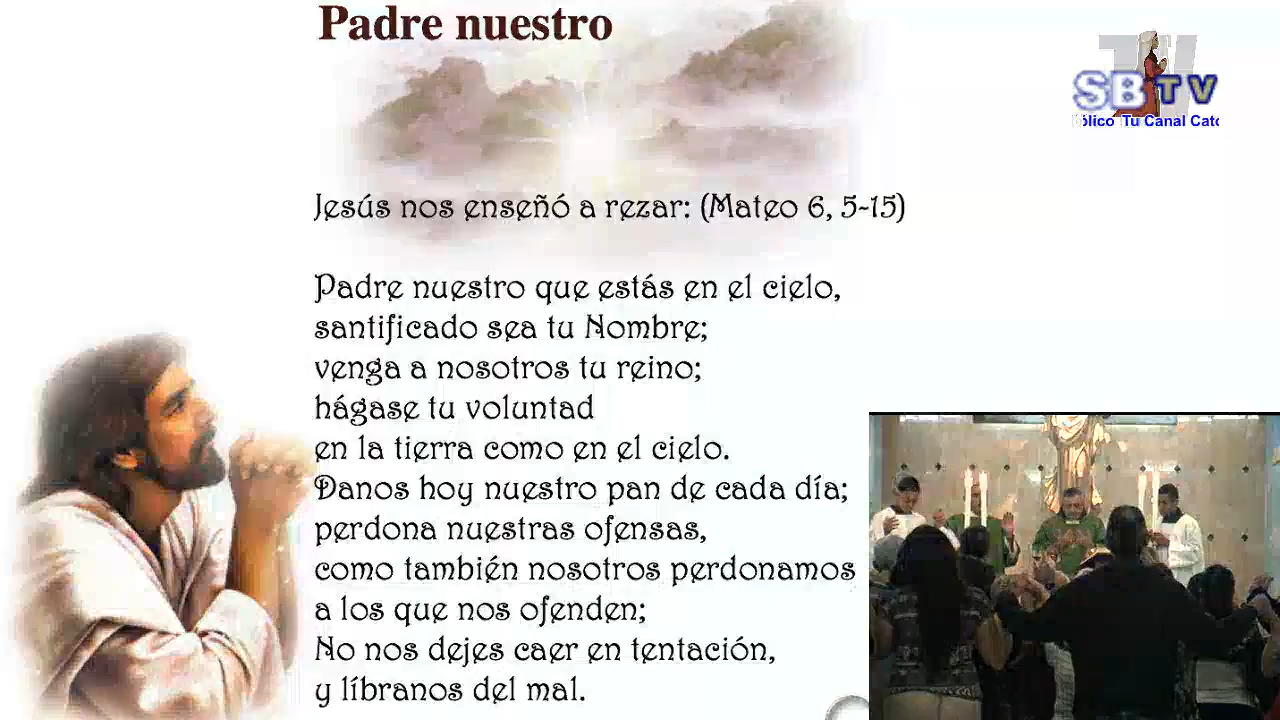 Padre nuestro
SBTV
Tu Canal
Jesús nos enseñó a rezar: (Mateo 6, 5-15)
Padre nuestro que estás en el cielo,
santificado sea tu Nombre;
venga a nosotros tu reino;
hágase tu voluntad
en la tierra como en el cielo.
Danos hoy nuestro pan de cada día;
perdona nuestras ofensas,
como también nosotros perdonamos
a los que nos ofenden;
No nos dejes caer en tentación,
y líbranos del mal.